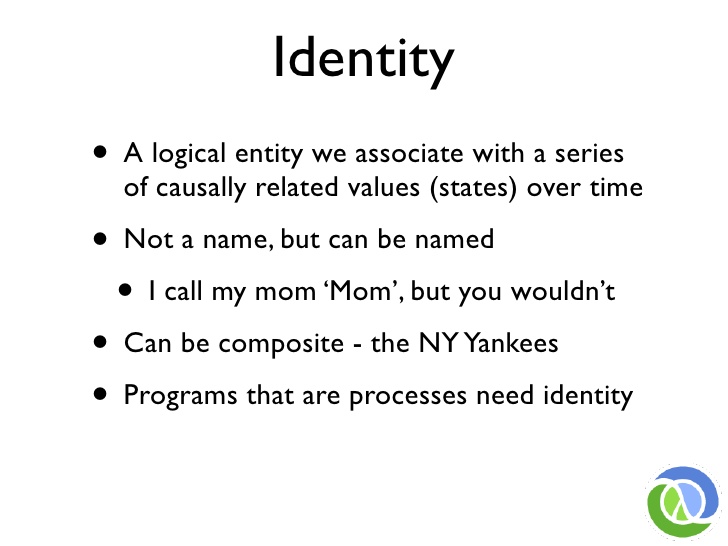 Identity
• A logical entity we associate with a series
of causally related values (states) over time
• Not a name, but can be named
• I call my mom ‘Mom’, but you wouldn’t
• Can be composite - the NY Yankees
• Programs that are processes need identity